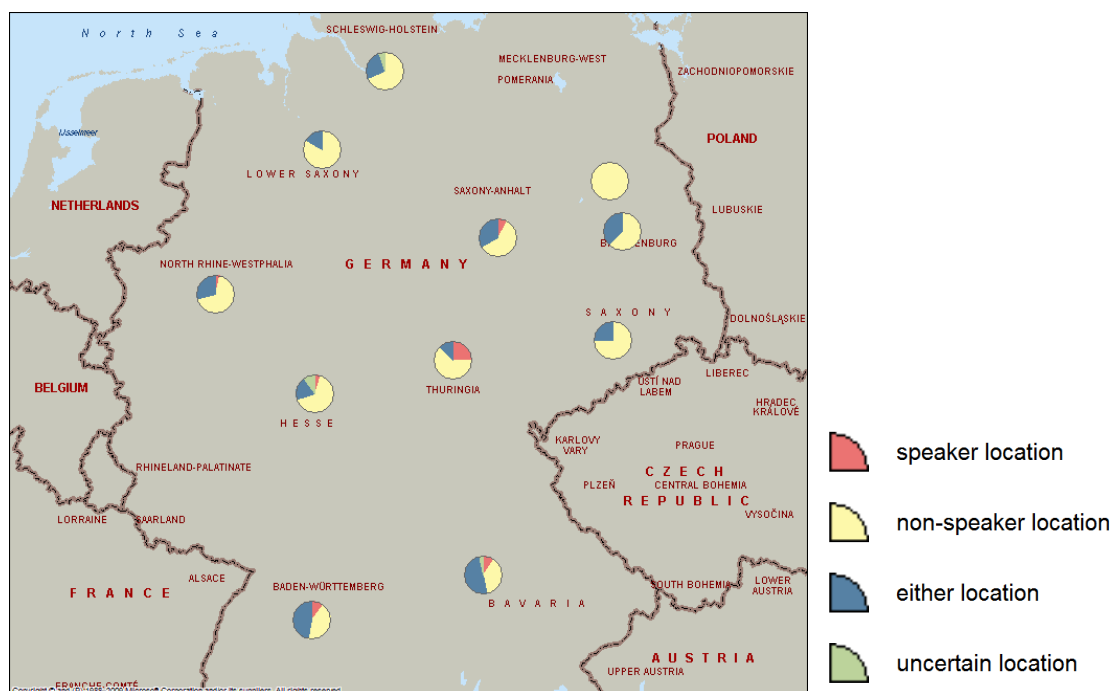 North Sea
SCHLESWIG-HOLSTEIN
MECKLENBURG-WEST
POMERANIA
ZACHODNIOPOMORSKIE
IJsselmeer
POLAND
LOWER SAXONY
SAXONY-ANHALT
NETHERLANDS
LUBUSKIE
NORTH RHINE-WESTPHALIA
GERMANY
SAXONY
DOLNOŚLĄSKIE
BELGIUM
THURINGIA
LIBEREC
ÚSTÍ NAD
LABEM
HRADEC
KRÁLOVÉ
HESSE
KARLOVY
VARY
PRAGUE
speaker location
RHINELAND-PALATINATE
CZECH
PLZEŇ
CENTRAL BOHEMIA
REPUBLIC
LORRAINE
SAARLAND
VYSOČINA
non-speaker location
ALSACE
BADEN-WÜRTTEMBERG
SOUTH BOHEMIA
LOWER
AUSTRIA
FRANCE
BAVARIA
either location
AUSTRIA
UPPER AUSTRIA
uncertain location
FRANCHE-COMTÉ